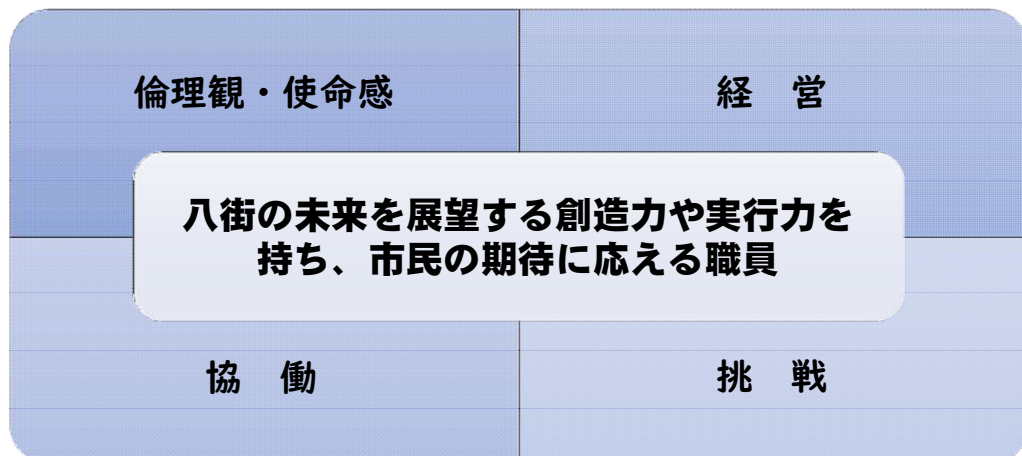 倫理観・使命感
経　営
八街の未来を展望する創造力や実行力を
持ち、市民の期待に応える職員
協　働
挑　戦